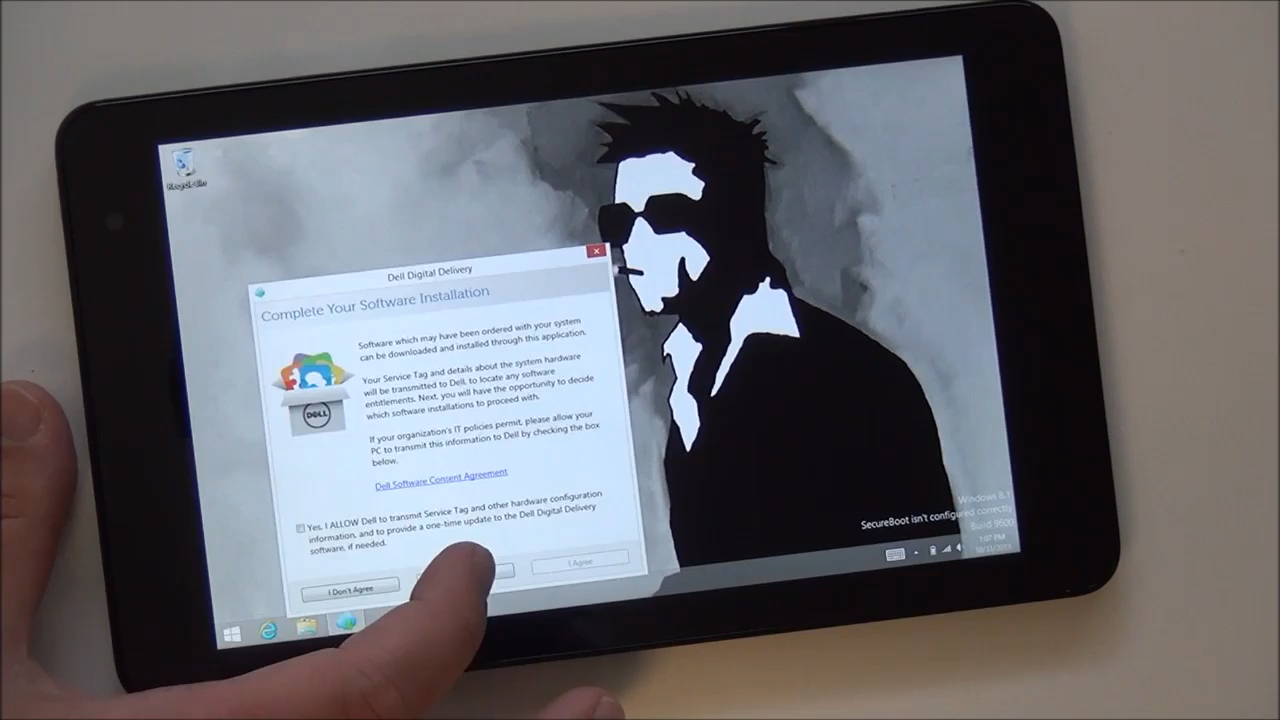 Recycle Bin
Dell Digital Delivery
Complete Your Software Installation
Software which may have been ordered with your system
can be downloaded and installed through this application.
Your Service Tag and details about the system hardware
will be transmitted to Dell, to locate any software
entitlements. Next, you will have the opportunity to decide
which software installations to proceed with.
DELL
If your organization's IT policies permit, please allow your
PC to transmit this information to Dell by checking the box
below.
Dell Software Consent Agreement
Yes, I ALLOW Dell to transmit Service Tag and other hardware configuration
information, and to provide a one-time update to the Dell Digital Delivery
software, if needed.
I Don't Agree
I Agree
Windows 8.1
SecureBoot isn't configured correctly
Build 9600
1:07 PM